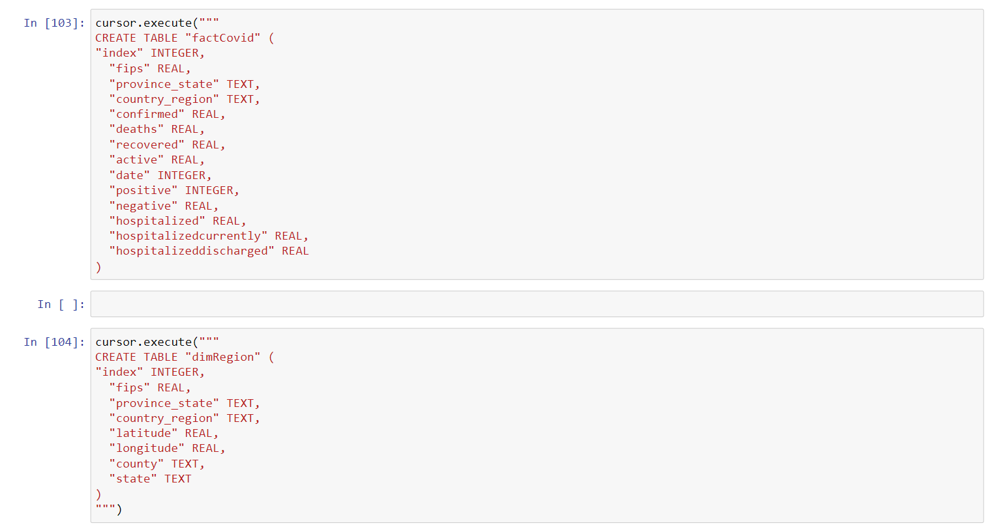 In [103]: cursor.execute("""
CREATE TABLE "factCovid" (
"index" INTEGER,
  "fips" REAL,
  "province_state" TEXT,
  "country_region" TEXT,
  "confirmed" REAL,
  "deaths" REAL,
  "recovered" REAL,
  "active" REAL,
  "date" INTEGER,
  "positive" INTEGER,
  "negative" REAL,
  "hospitalized" REAL,
  "hospitalizedcurrently" REAL,
  "hospitalizeddischarged" REAL
)
In [ ]:
In [104]: cursor.execute("""
CREATE TABLE "dimRegion" (
"index" INTEGER,
  "fips" REAL,
  "province_state" TEXT,
  "country_region" TEXT,
  "latitude" REAL,
  "longitude" REAL,
  "county" TEXT,
  "state" TEXT
)
""")